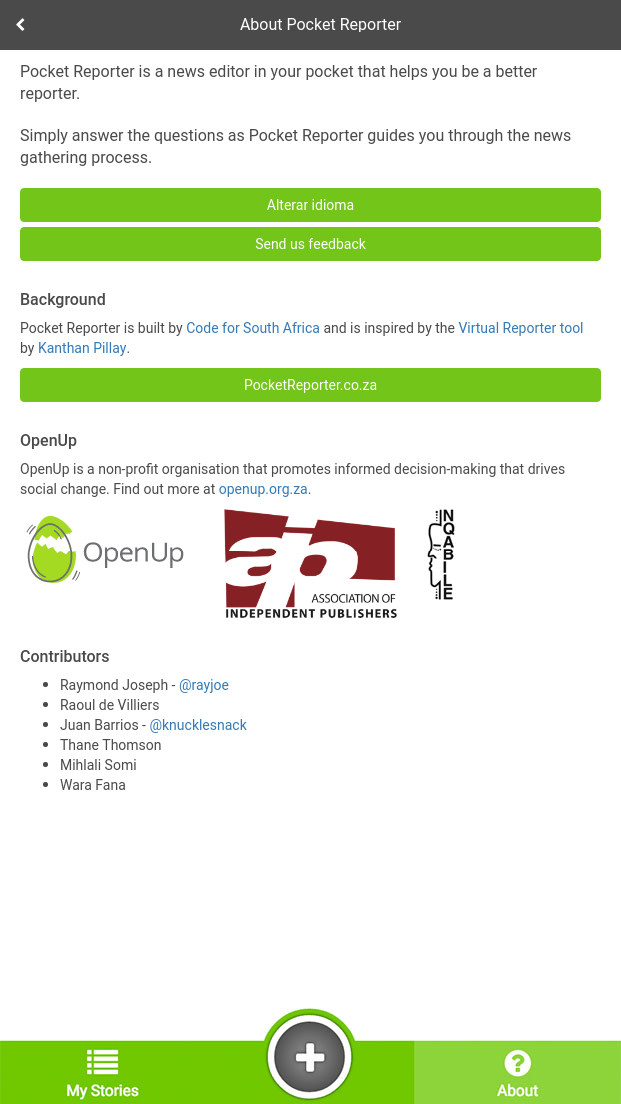 About Pocket Reporter
Pocket Reporter is a news editor in your pocket that helps you be a better
reporter.
Simply answer the questions as Pocket Reporter guides you through the news
gathering process.
Alterar idioma
Send us feedback
Background
Pocket Reporter is built by Code for South Africa and is inspired by the Virtual Reporter tool
by Kanthan Pillay.
PocketReporter.co.za
OpenUp
OpenUp is a non-profit organisation that promotes informed decision-making that drives
social change. Find out more at openup.org.za.
OpenUp
aip
ASSOCIATION OF
INDEPENDENT PUBLISHERS
INQABILE
Contributors
Raymond Joseph - @rayjoe
Raoul de Villiers
Juan Barrios - @knucklesnack
Thane Thomson
Mihlali Somi
Wara Fana
My Stories
About